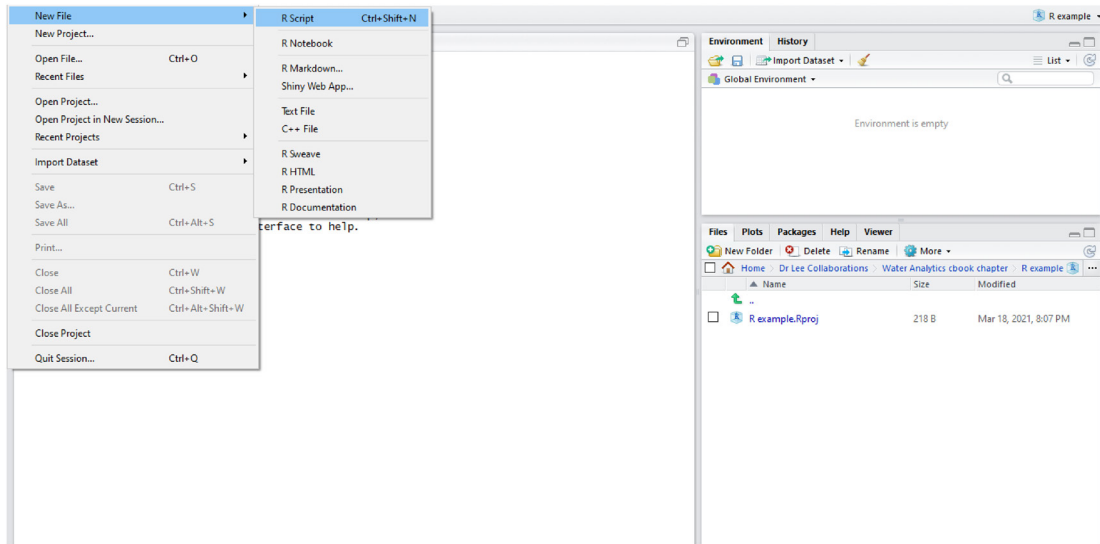 New File
New Project...
Open File... Ctrl+O
Recent Files
Open Project...
Open Project in New Session...
Recent Projects
Import Dataset
Save Ctrl+S
Save As...
Save All Ctrl+Alt+S
Print...
Close Ctrl+W
Close All Ctrl+Shift+W
Close All Except Current Ctrl+Alt+Shift+W
Close Project
Quit Session... Ctrl+Q
R Script Ctrl+Shift+N
R Notebook
R Markdown...
Shiny Web App...
Text File
C++ File
R Sweave
R HTML
R Presentation
R Documentation
terface to help.
R example
Environment History
Import Dataset List
Global Environment
Environment is empty
Files Plots Packages Help Viewer
New Folder Delete Rename More
Home Dr Lee Collaborations Water Analytics cbook chapter R example ...
Name Size Modified
..
R example.Rproj 218 B Mar 18, 2021, 8:07 PM